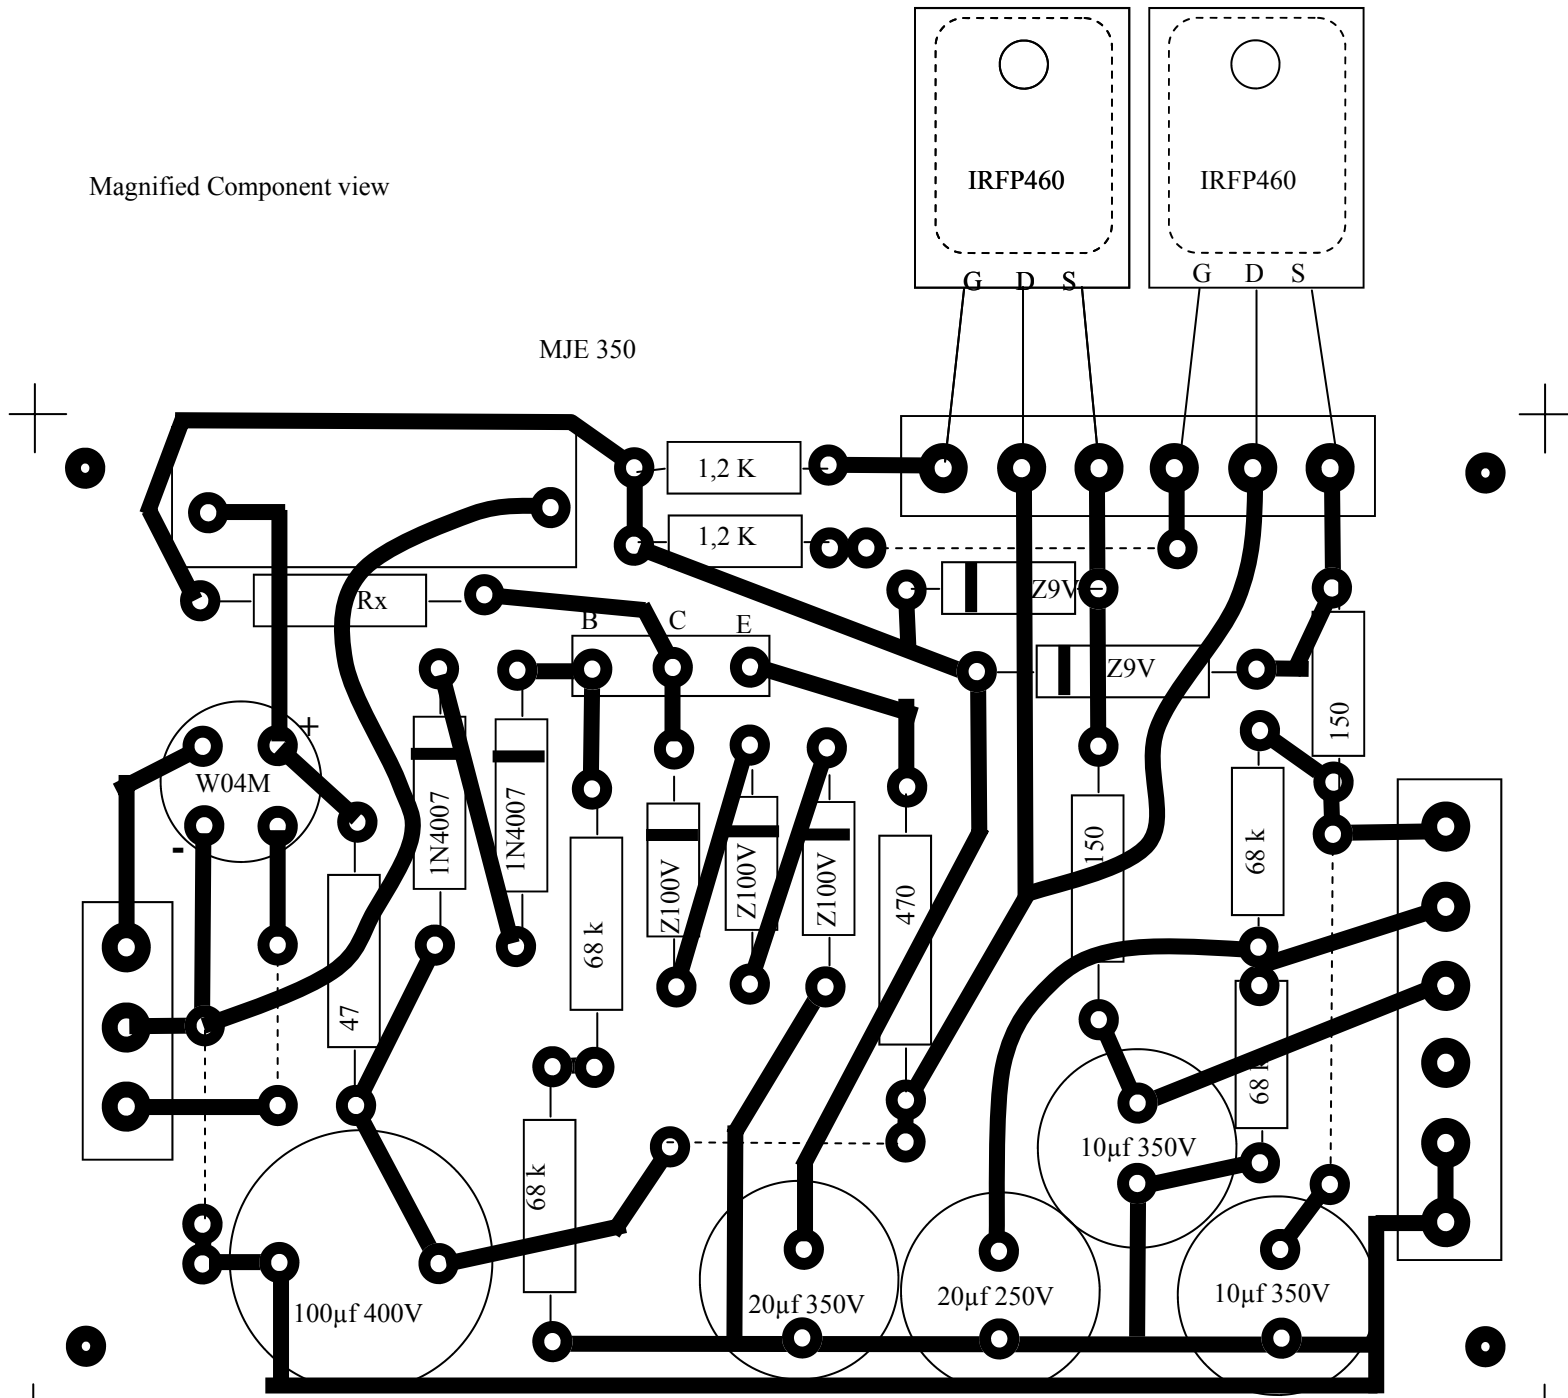 IRFP460
IRFP460
Magnified Component view
G D S
G D S
MJE 350
1,2 K
1,2 K
Z9V
Rx
B C E
Z9V
150
+
W04M
-
1N4007
1N4007
68 k
Z100V
Z100V
Z100V
470
150
68 k
47
68 k
68 k
10µf 350V
100µf 400V
20µf 350V
20µf 250V
10µf 350V